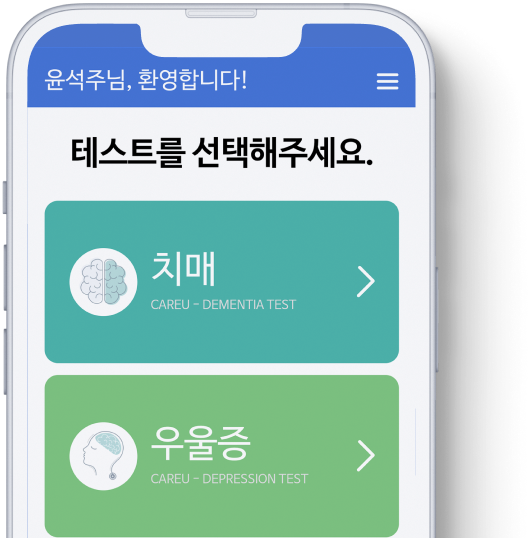 윤석주님, 환영합니다!
테스트를 선택해주세요.
치매
CAREU - DEMENTIA TEST
우울증
CAREU - DEPRESSION TEST